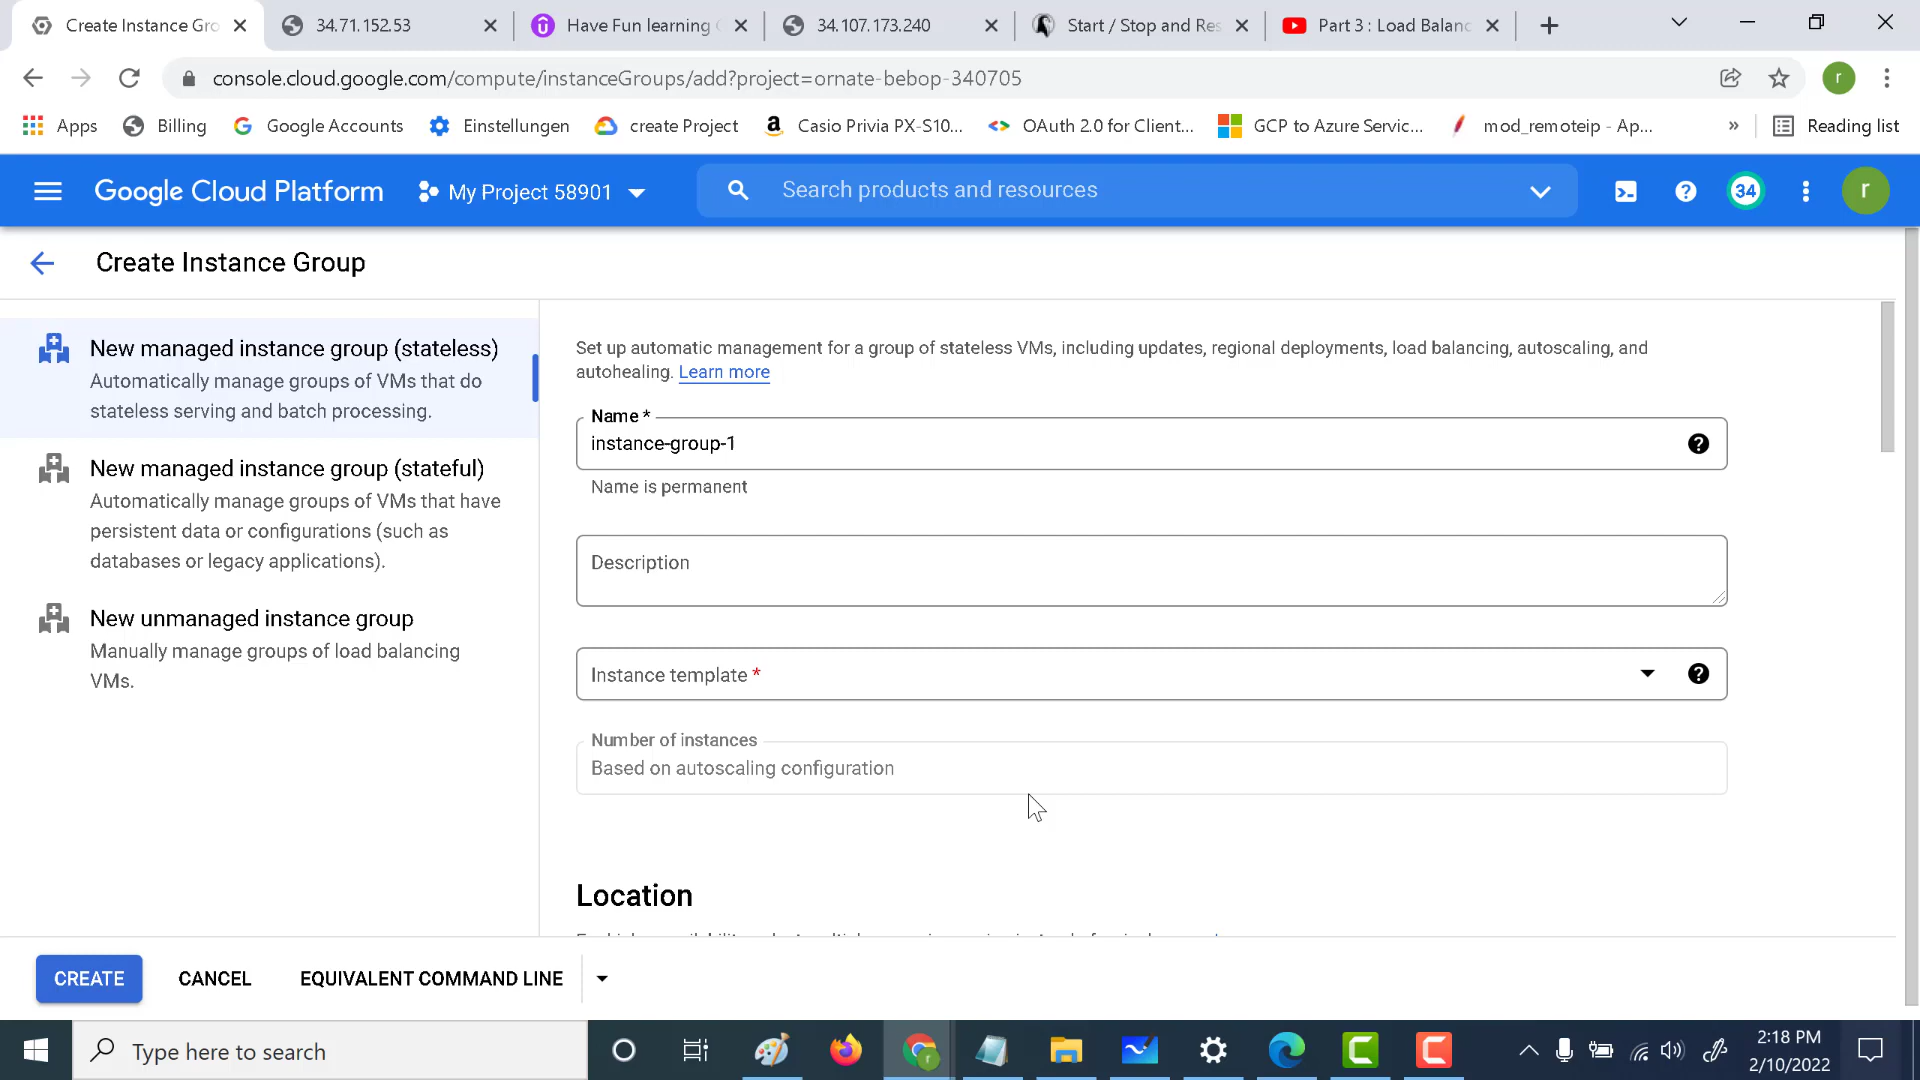 Create Instance Gro
34.71.152.53
Have Fun learning
34.107.173.240
Start / Stop and Res
Part 3 : Load Balanc
console.cloud.google.com/compute/instanceGroups/add?project=ornate-bebop-340705
r
Apps
Billing
Google Accounts
Einstellungen
create Project
Casio Privia PX-S10...
OAuth 2.0 for Client...
GCP to Azure Servic...
mod_remoteip - Ap...
»
Reading list
Google Cloud Platform
My Project 58901
Search products and resources
34
r
Create Instance Group
New managed instance group (stateless)
Automatically manage groups of VMs that do
stateless serving and batch processing.
New managed instance group (stateful)
Automatically manage groups of VMs that have
persistent data or configurations (such as
databases or legacy applications).
New unmanaged instance group
Manually manage groups of load balancing
VMs.
Set up automatic management for a group of stateless VMs, including updates, regional deployments, load balancing, autoscaling, and
autohealing. Learn more
Name *
instance-group-1
Name is permanent
Description
Instance template *
Number of instances
Based on autoscaling configuration
Location
CREATE
CANCEL
EQUIVALENT COMMAND LINE
Type here to search
2:18 PM
2/10/2022